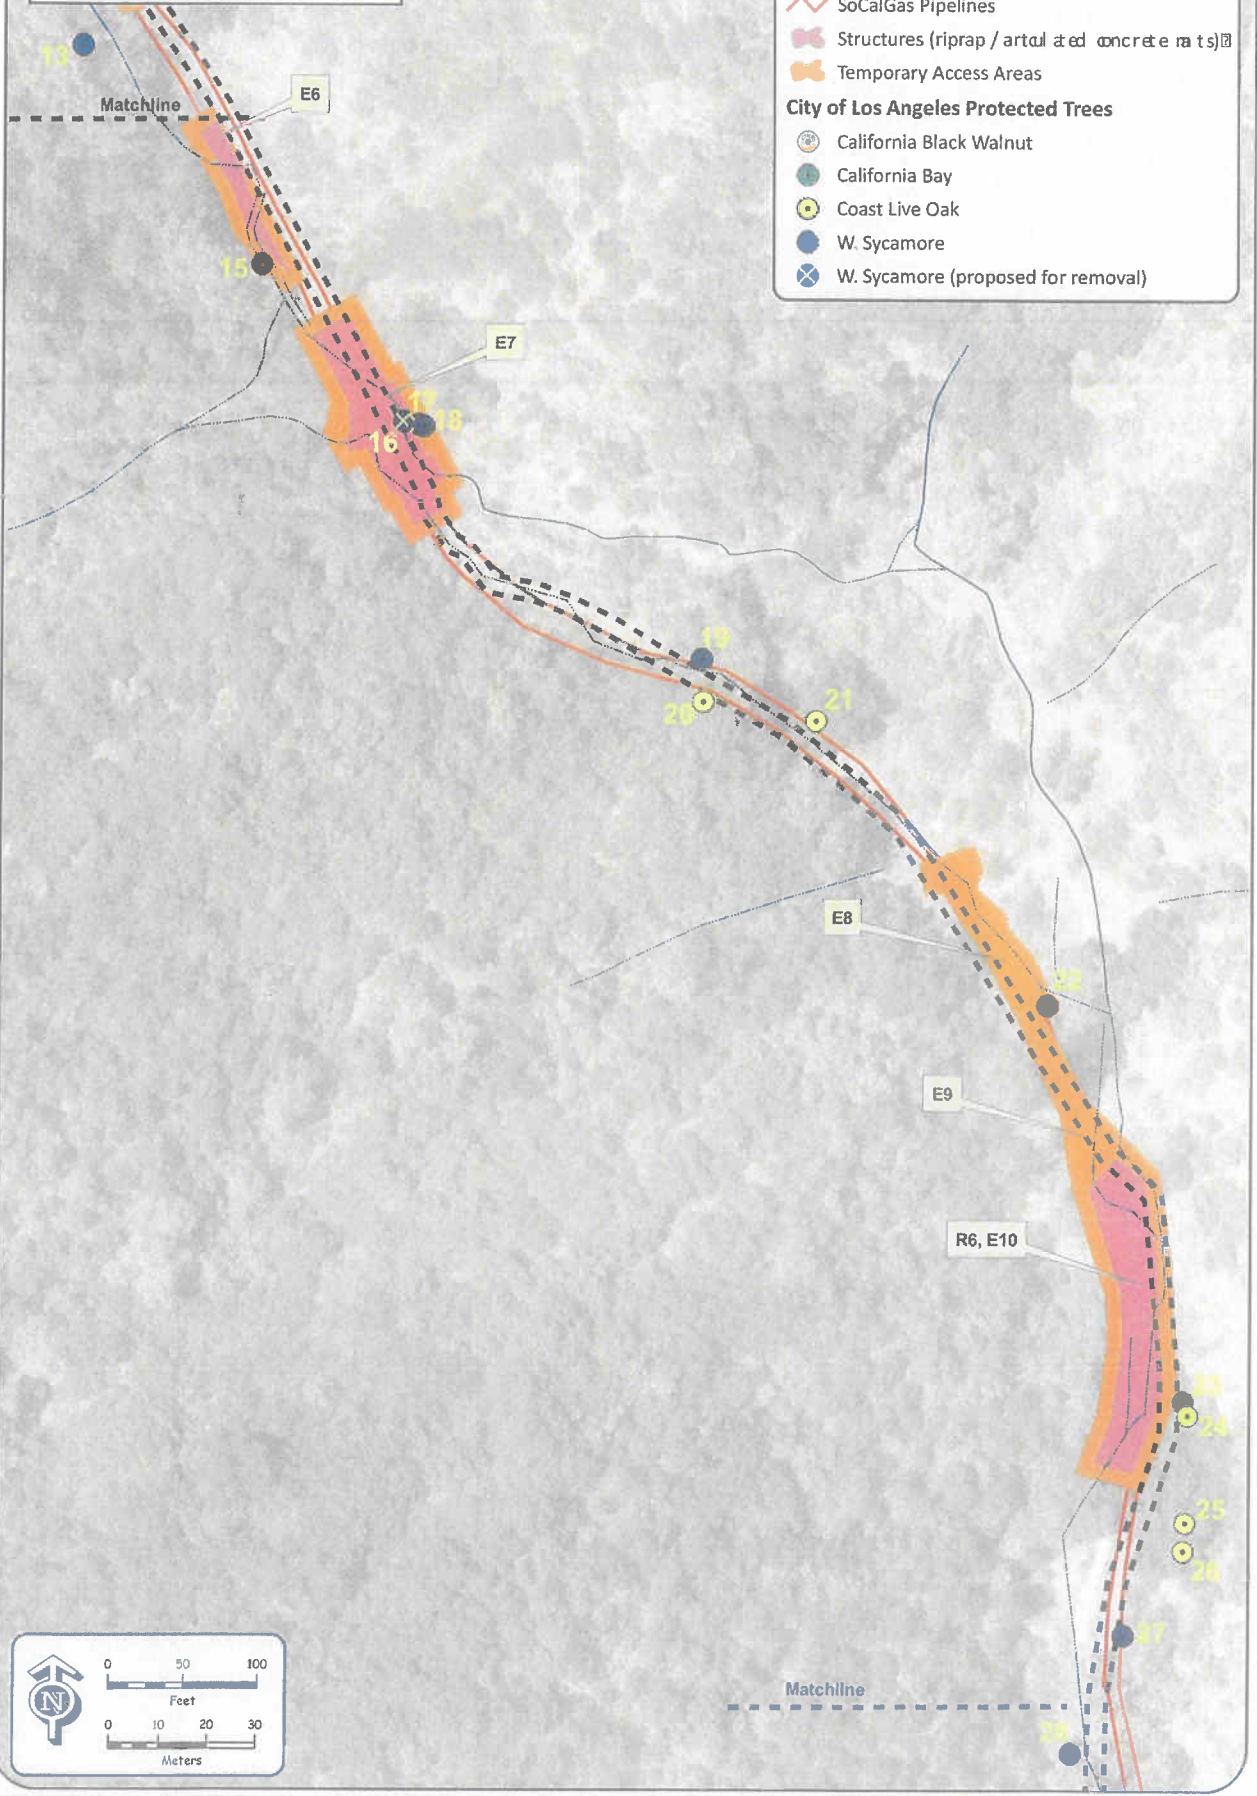 SoCalGas Pipelines
Structures (riprap / artcul ated concrete mats)
Temporary Access Areas
City of Los Angeles Protected Trees
California Black Walnut
California Bay
Coast Live Oak
W. Sycamore
W. Sycamore (proposed for removal)
13
Matchline
E6
15
E7
17
18
16
19
20
21
E8
22
E9
R6, E10
23
24
25
26
27
Matchline
28
N
0 50 100
Feet
0 10 20 30
Meters